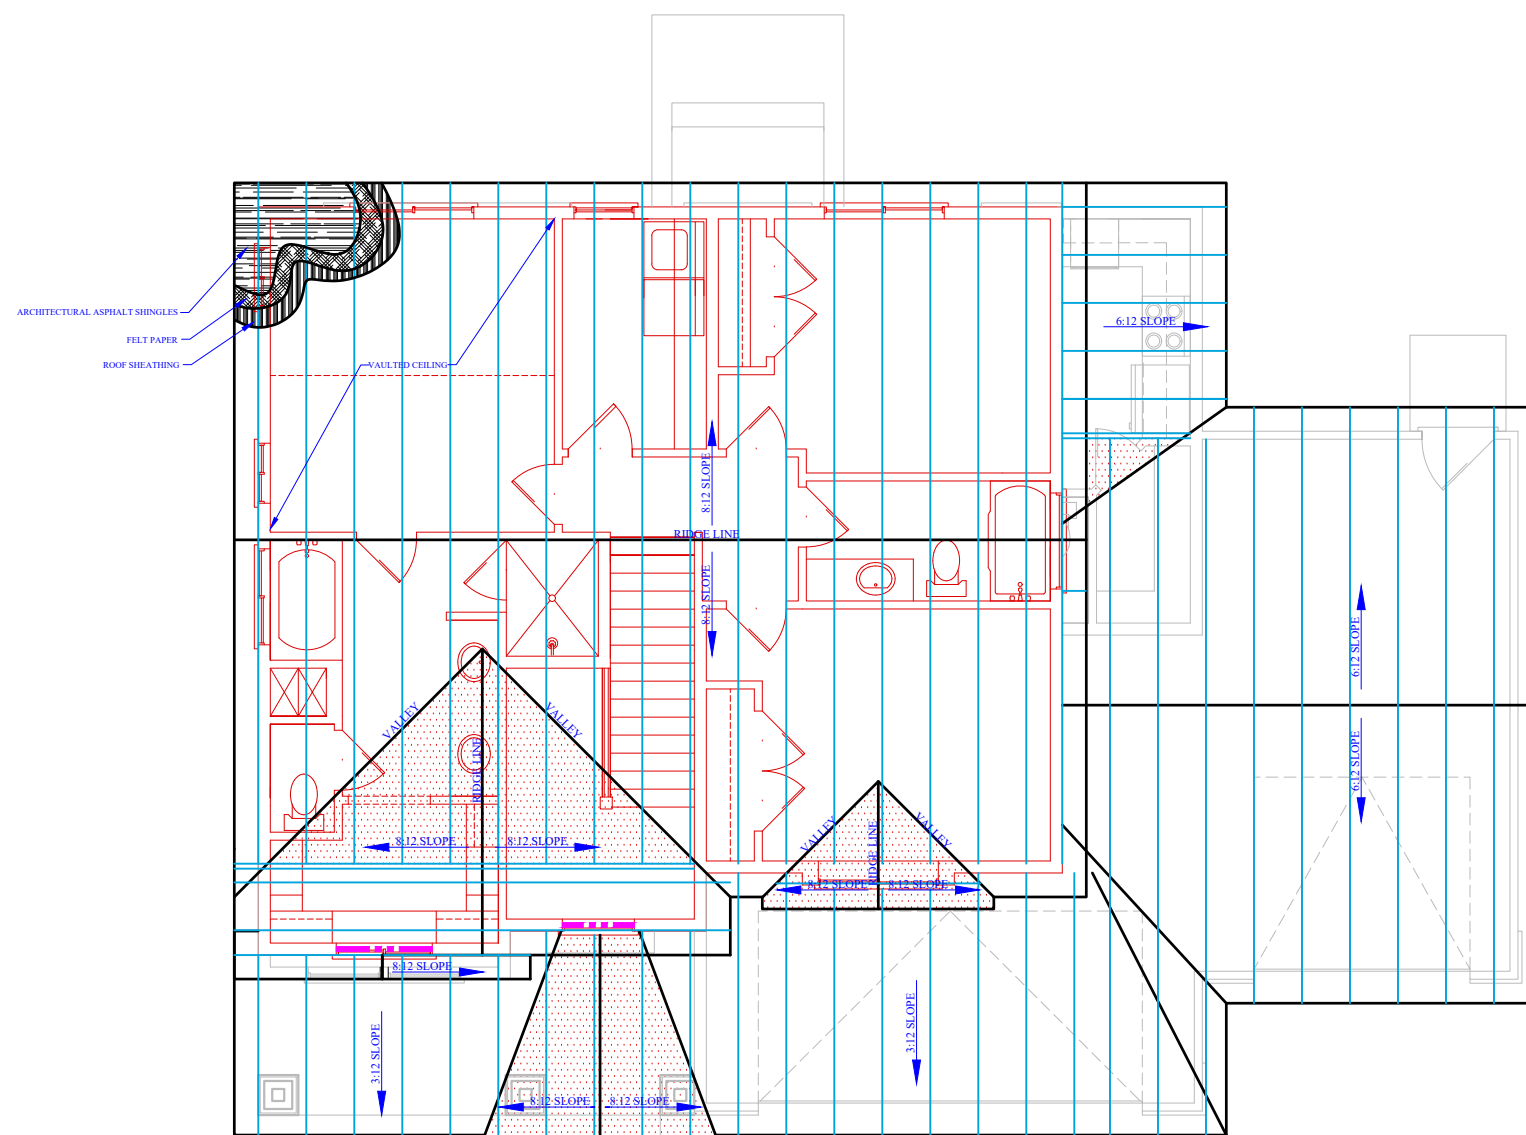 ARCHITECTURAL ASPHALT SHINGLES
FELT PAPER
ROOF SHEATHING
VAULTED CEILING
6:12 SLOPE
8:12 SLOPE
RIDGE LINE
8:12 SLOPE
6:12 SLOPE
6:12 SLOPE
VALLEY
VALLEY
RIDGE LINE
8:12 SLOPE
8:12 SLOPE
VALLEY
VALLEY
RIDGE LINE
8:12 SLOPE
8:12 SLOPE
8:12 SLOPE
3:12 SLOPE
3:12 SLOPE
8:12 SLOPE
8:12 SLOPE